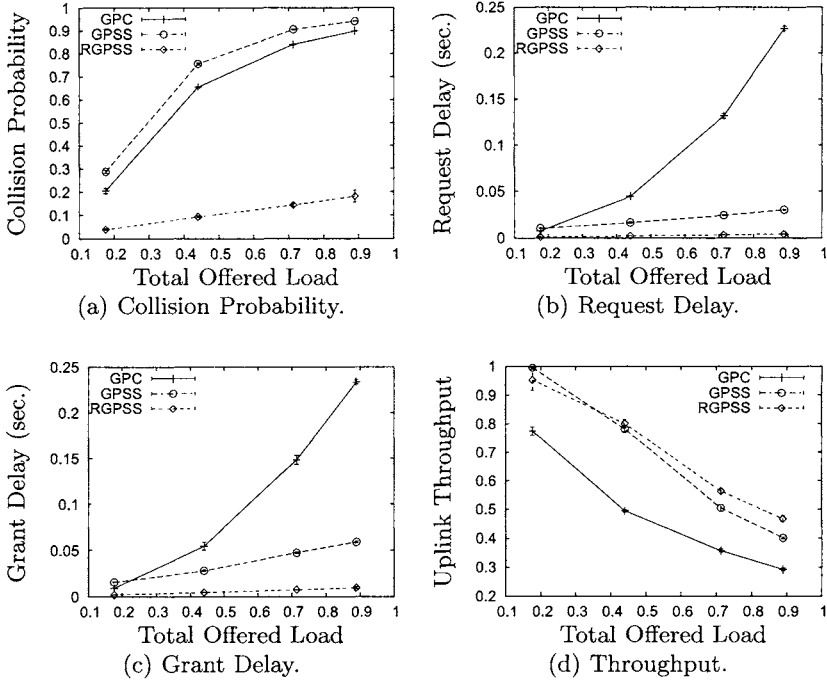 GPC
GPSS
RGPSS
1
0.9
0.8
0.7
0.6
0.5
0.4
0.3
0.2
0.1
0
Collision Probability
0.1 0.2 0.3 0.4 0.5 0.6 0.7 0.8 0.9 1
Total Offered Load
(a) Collision Probability.
GPC
GPSS
RGPSS
0.25
0.2
0.15
0.1
0.05
0
Request Delay (sec.)
0.1 0.2 0.3 0.4 0.5 0.6 0.7 0.8 0.9 1
Total Offered Load
(b) Request Delay.
GPC
GPSS
RGPSS
0.25
0.2
0.15
0.1
0.05
0
Grant Delay (sec.)
0.1 0.2 0.3 0.4 0.5 0.6 0.7 0.8 0.9 1
Total Offered Load
(c) Grant Delay.
GPC
GPSS
RGPSS
1
0.9
0.8
0.7
0.6
0.5
0.4
0.3
0.2
Uplink Throughput
0.1 0.2 0.3 0.4 0.5 0.6 0.7 0.8 0.9 1
Total Offered Load
(d) Throughput.